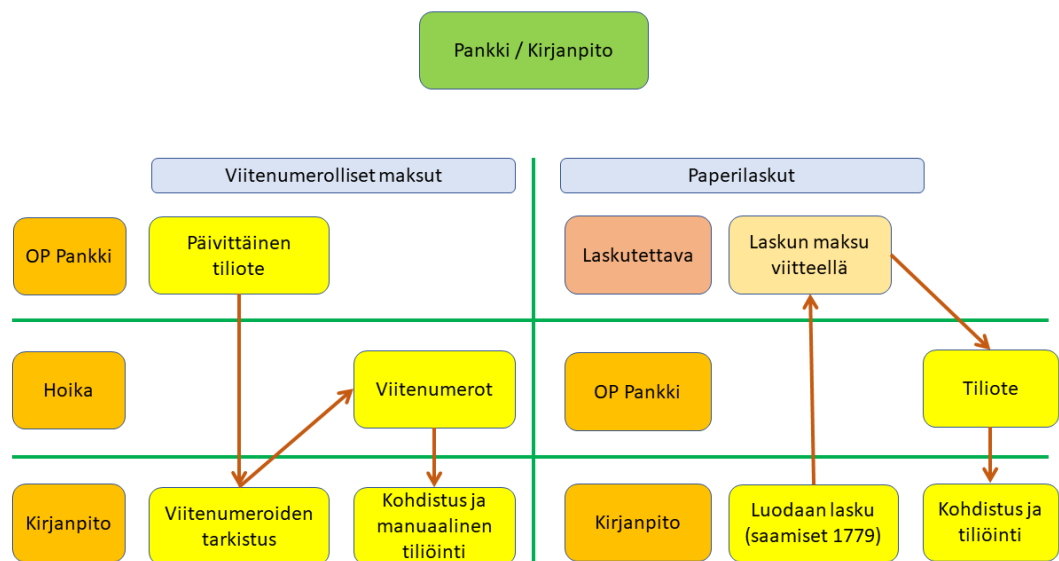 Pankki / Kirjanpito
Viitenumerolliset maksut
Paperilaskut
OP Pankki
Päivittäinen
tiliote
Laskutettava
Laskun maksu
viitteellä
Hoika
Viitenumerot
OP Pankki
Tiliote
Kirjanpito
Viitenumeroiden
tarkistus
Kohdistus ja
manuaalinen
tiliöinti
Kirjanpito
Luodaan lasku
(saamiset 1779)
Kohdistus ja
tiliöinti